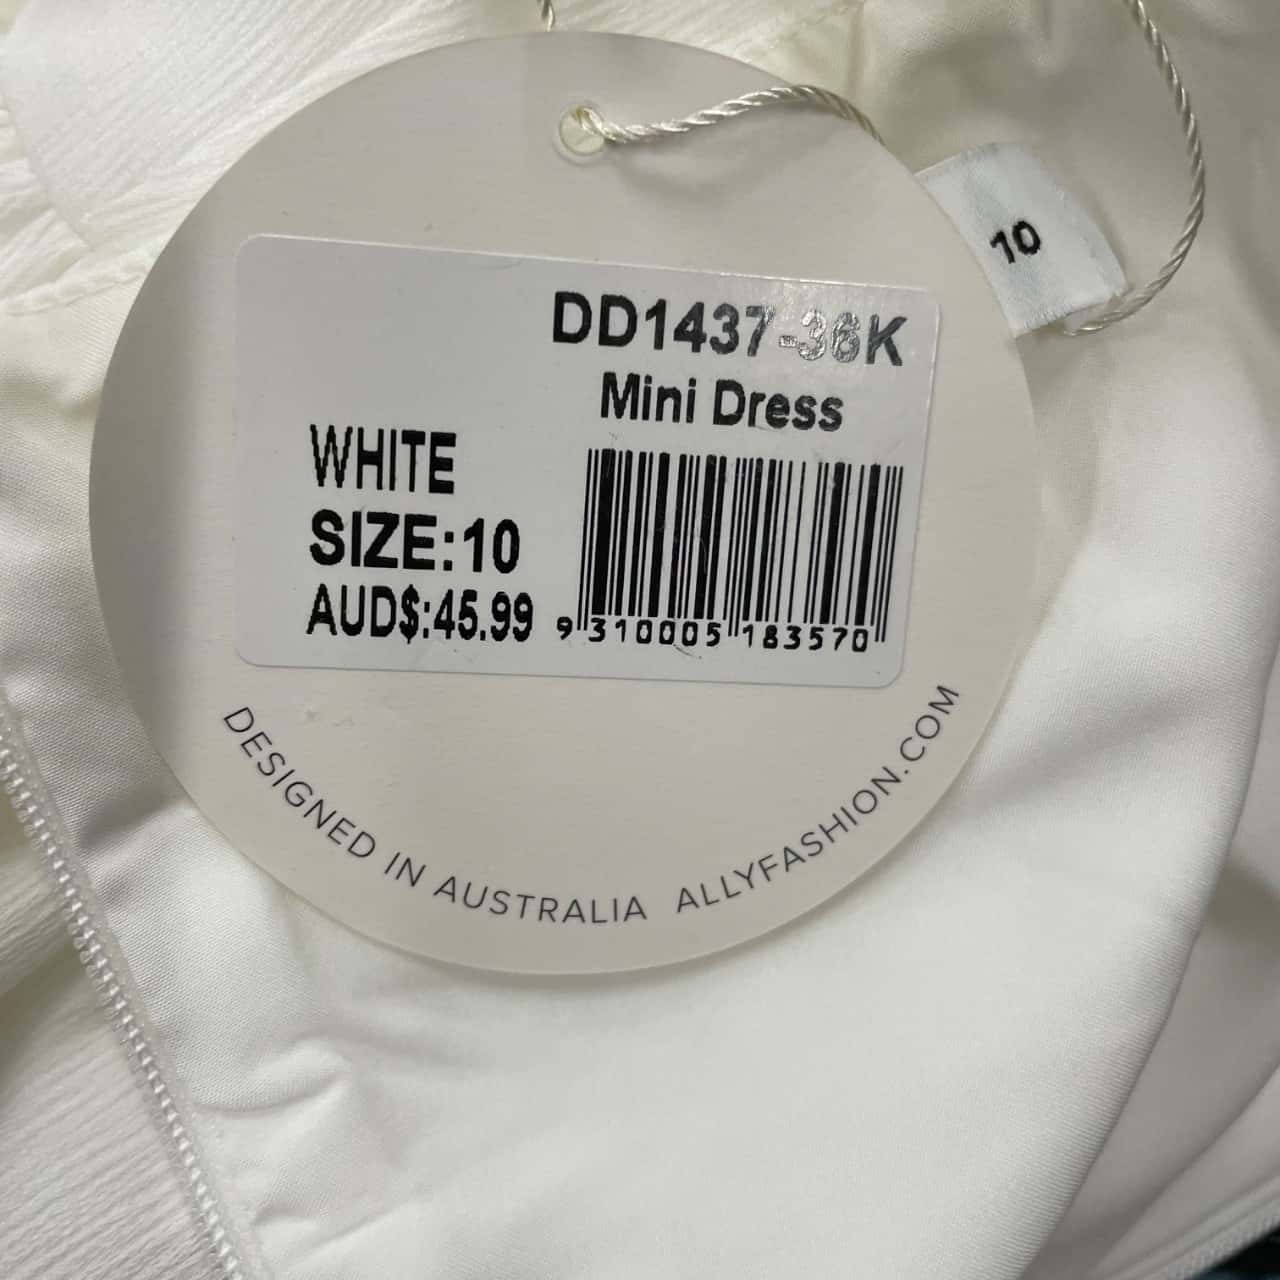 10
DD1437-36K
Mini Dress
WHITE
SIZE:10
AUD$:45.99
9 310005 183570
DESIGNED IN AUSTRALIA ALLYFASHION.COM